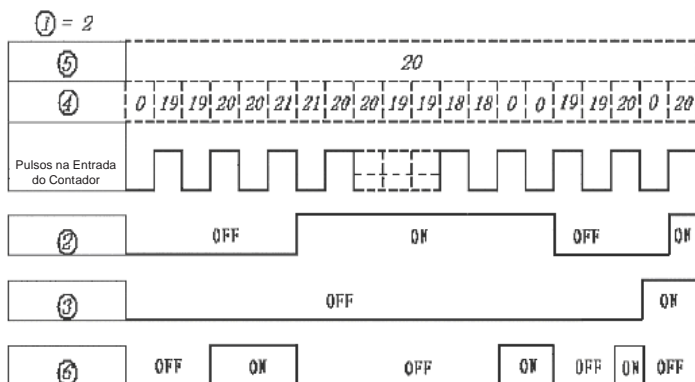 ① = 2
⑤ 20
④ 0 19 19 20 20 21 21 20 20 19 19 18 18 0 0 19 19 20 0 20
Pulsos na Entrada
do Contador
② OFF ON OFF ON
③ OFF ON
⑥ OFF ON OFF ON OFF ON OFF